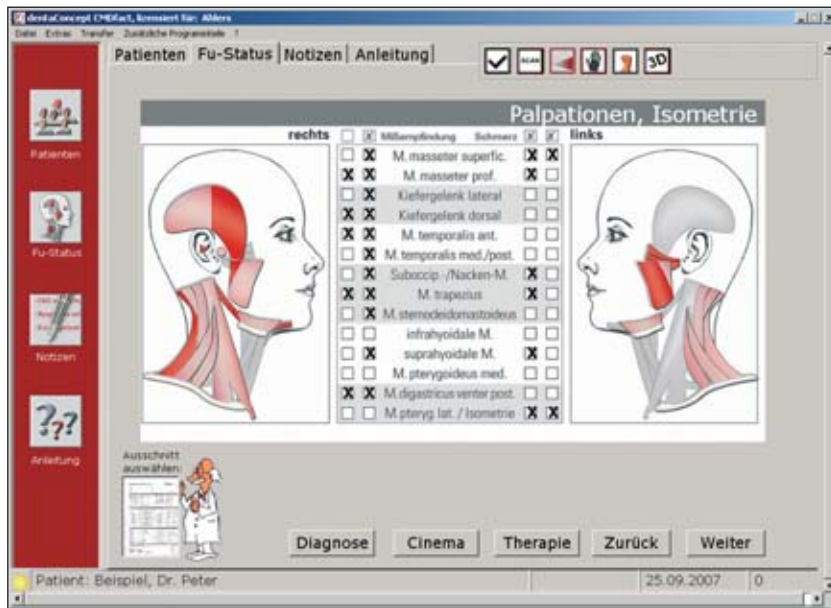 dentaConcept CMDfact, lizensiert für: Ahlers
Datei Extras Transfer Zusätzliche Programmteile ?
Patienten Fu-Status Notizen Anleitung
SCAN 3D
Palpationen, Isometrie
rechts Mißempfindung Schmerz links
M. masseter superfic.
M. masseter prof.
Kiefergelenk lateral
Kiefergelenk dorsal
M. temporalis ant.
M. temporalis med./post.
Suboccip.-/Nacken-M.
M. trapezius
M. sternocleidomastoideus
infrahyoidale M.
suprahyoidale M.
M. pterygoideus med.
M. digastricus venter post.
M. pteryg. lat. / Isometrie
Patienten
Fu-Status
Notizen
???
Anleitung
Ausschnitt
auswählen:
Diagnose Cinema Therapie Zurück Weiter
Patient: Beispiel, Dr. Peter 25.09.2007 0